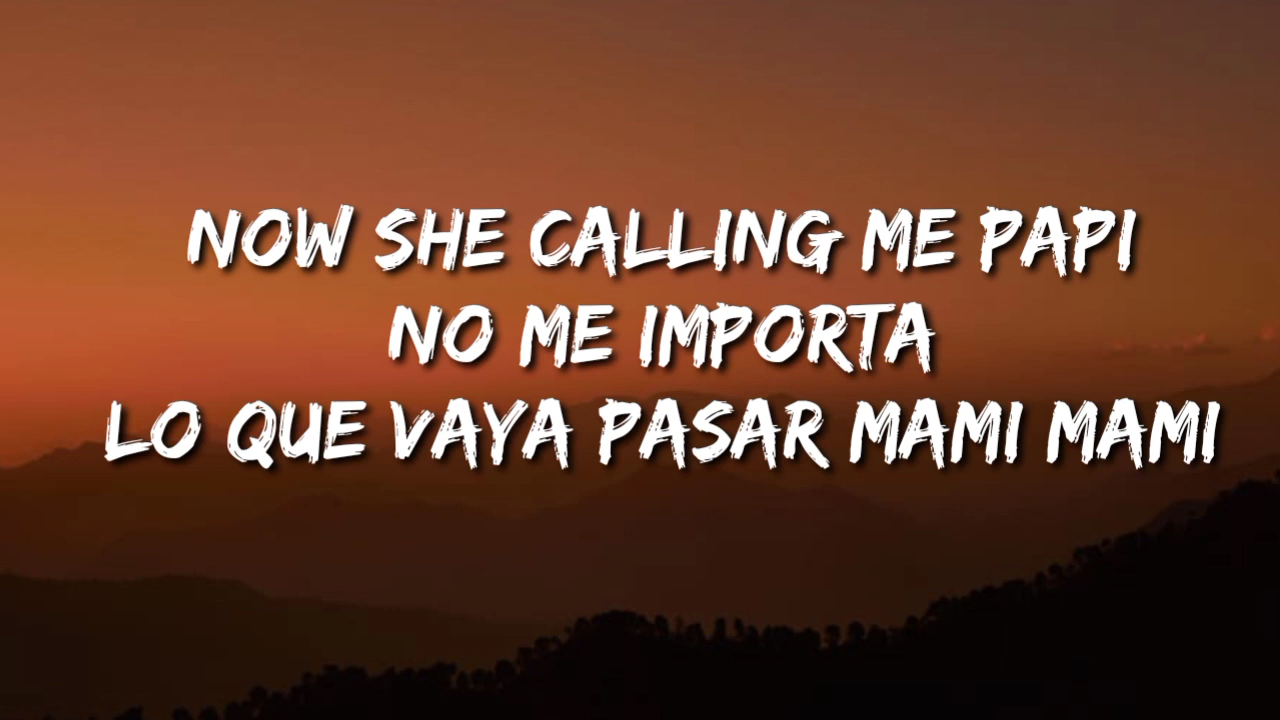 NOW SHE CALLING ME PAPI
NO ME IMPORTA
LO QUE VAYA PASAR MAMI MAMI